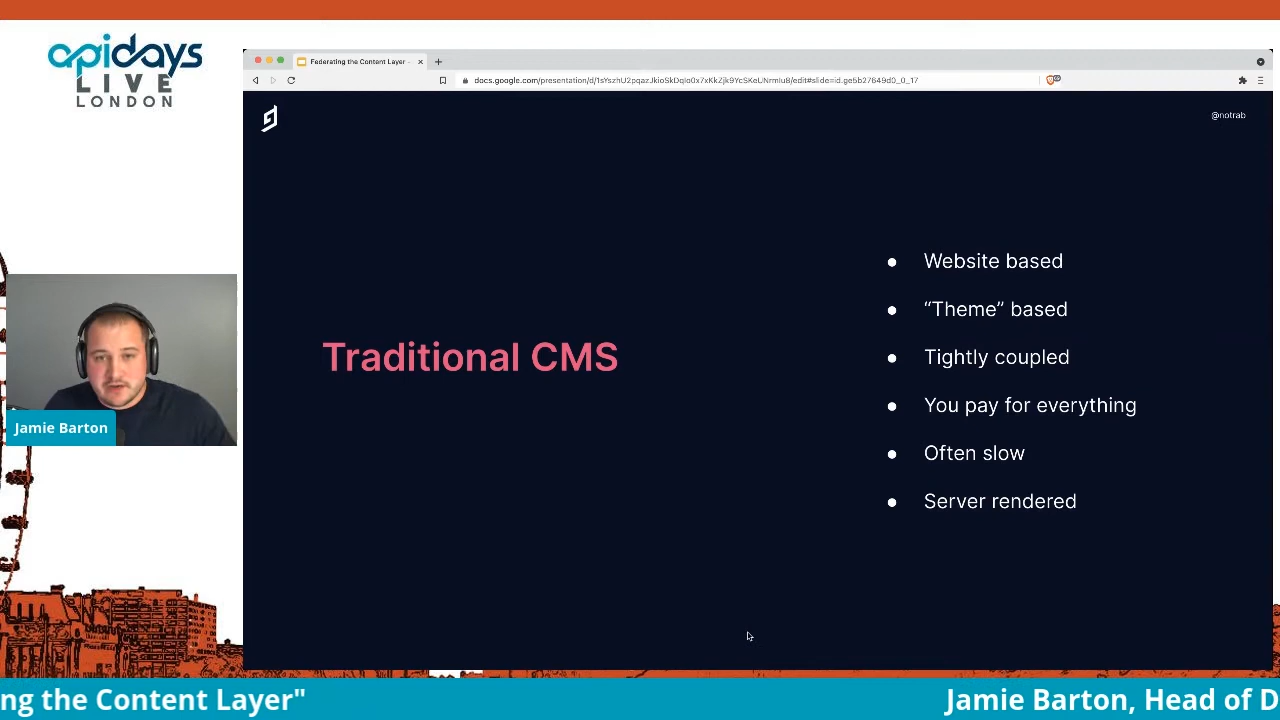 apidays
LIVE
LONDON
Federating the Content Layer -
@notrab
Traditional CMS
● Website based
● “Theme” based
● Tightly coupled
● You pay for everything
● Often slow
● Server rendered
Jamie Barton
ng the Content Layer"
Jamie Barton, Head of D